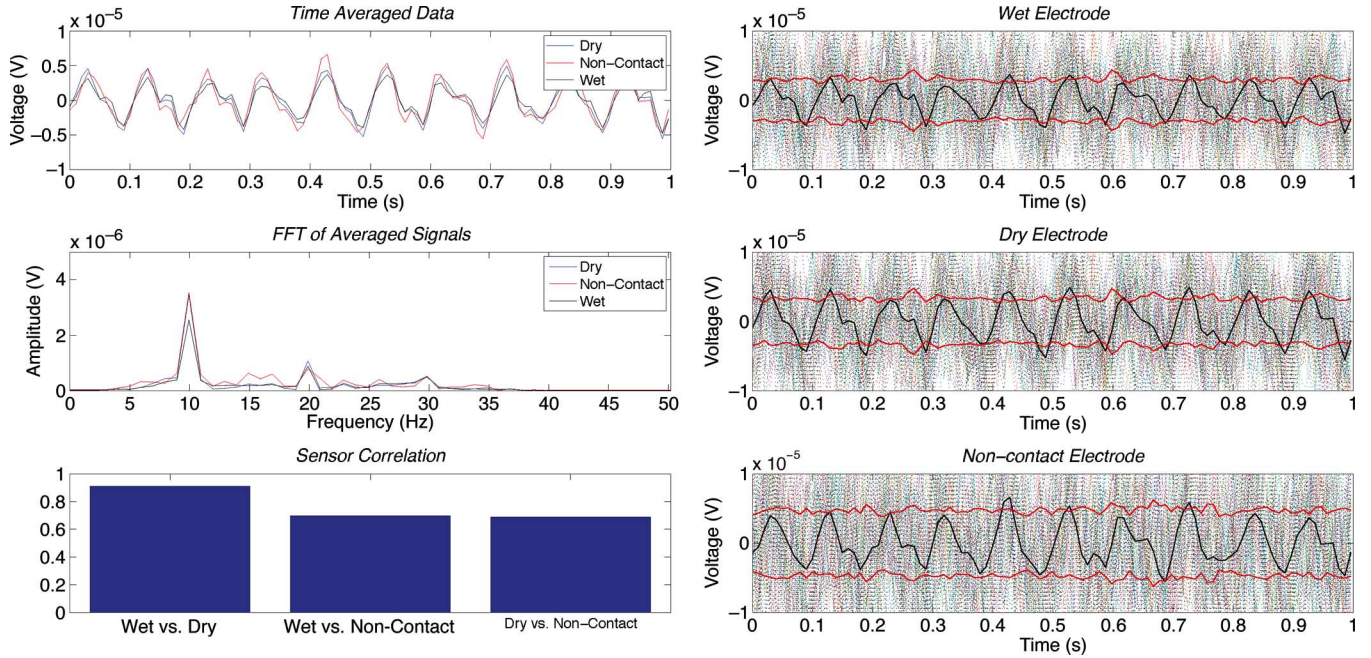 x 10⁻⁵
Time Averaged Data
Voltage (V)
1
0.5
0
−0.5
−1
Dry
Non−Contact
Wet
0 0.1 0.2 0.3 0.4 0.5 0.6 0.7 0.8 0.9 1
Time (s)
x 10⁻⁶
FFT of Averaged Signals
Amplitude (V)
4
2
0
Dry
Non−Contact
Wet
0 5 10 15 20 25 30 35 40 45 50
Frequency (Hz)
Sensor Correlation
1
0.8
0.6
0.4
0.2
0
Wet vs. Dry
Wet vs. Non-Contact
Dry vs. Non−Contact
x 10⁻⁵
Wet Electrode
Voltage (V)
1
0
−1
0 0.1 0.2 0.3 0.4 0.5 0.6 0.7 0.8 0.9 1
Time (s)
x 10⁻⁵
Dry Electrode
Voltage (V)
1
0
−1
0 0.1 0.2 0.3 0.4 0.5 0.6 0.7 0.8 0.9 1
Time (s)
x 10⁻⁵
Non−contact Electrode
Voltage (V)
1
0
−1
0 0.1 0.2 0.3 0.4 0.5 0.6 0.7 0.8 0.9 1
Time (s)